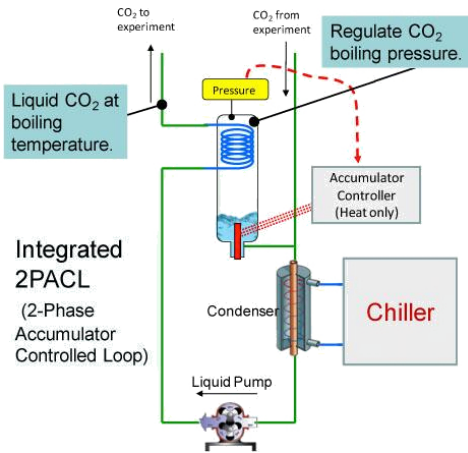 CO₂ to
experiment
CO₂ from
experiment
Regulate CO₂
boiling pressure.
Pressure
Liquid CO₂ at
boiling
temperature.
Accumulator
Controller
(Heat only)
Integrated
2PACL
(2-Phase
Accumulator
Controlled Loop)
Condenser
Chiller
Liquid Pump